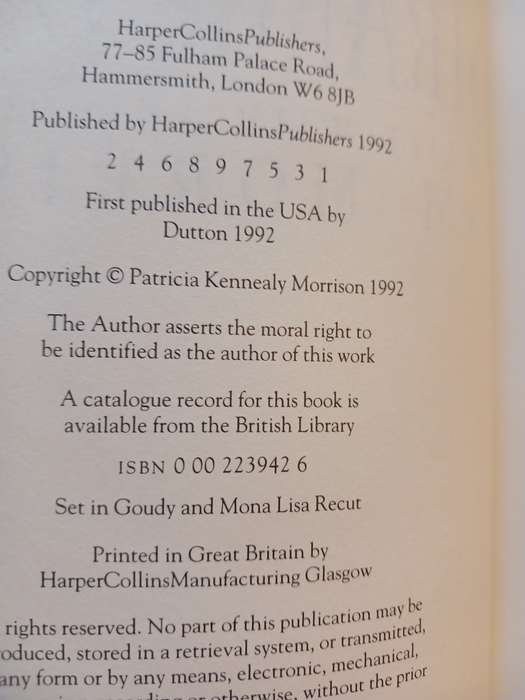 HarperCollinsPublishers,
77–85 Fulham Palace Road,
Hammersmith, London W6 8JB
Published by HarperCollinsPublishers 1992
2 4 6 8 9 7 5 3 1
First published in the USA by
Dutton 1992
Copyright © Patricia Kennealy Morrison 1992
The Author asserts the moral right to
be identified as the author of this work
A catalogue record for this book is
available from the British Library
ISBN 0 00 223942 6
Set in Goudy and Mona Lisa Recut
Printed in Great Britain by
HarperCollinsManufacturing Glasgow
rights reserved. No part of this publication may be
oduced, stored in a retrieval system, or transmitted,
any form or by any means, electronic, mechanical,
or otherwise, without the prior